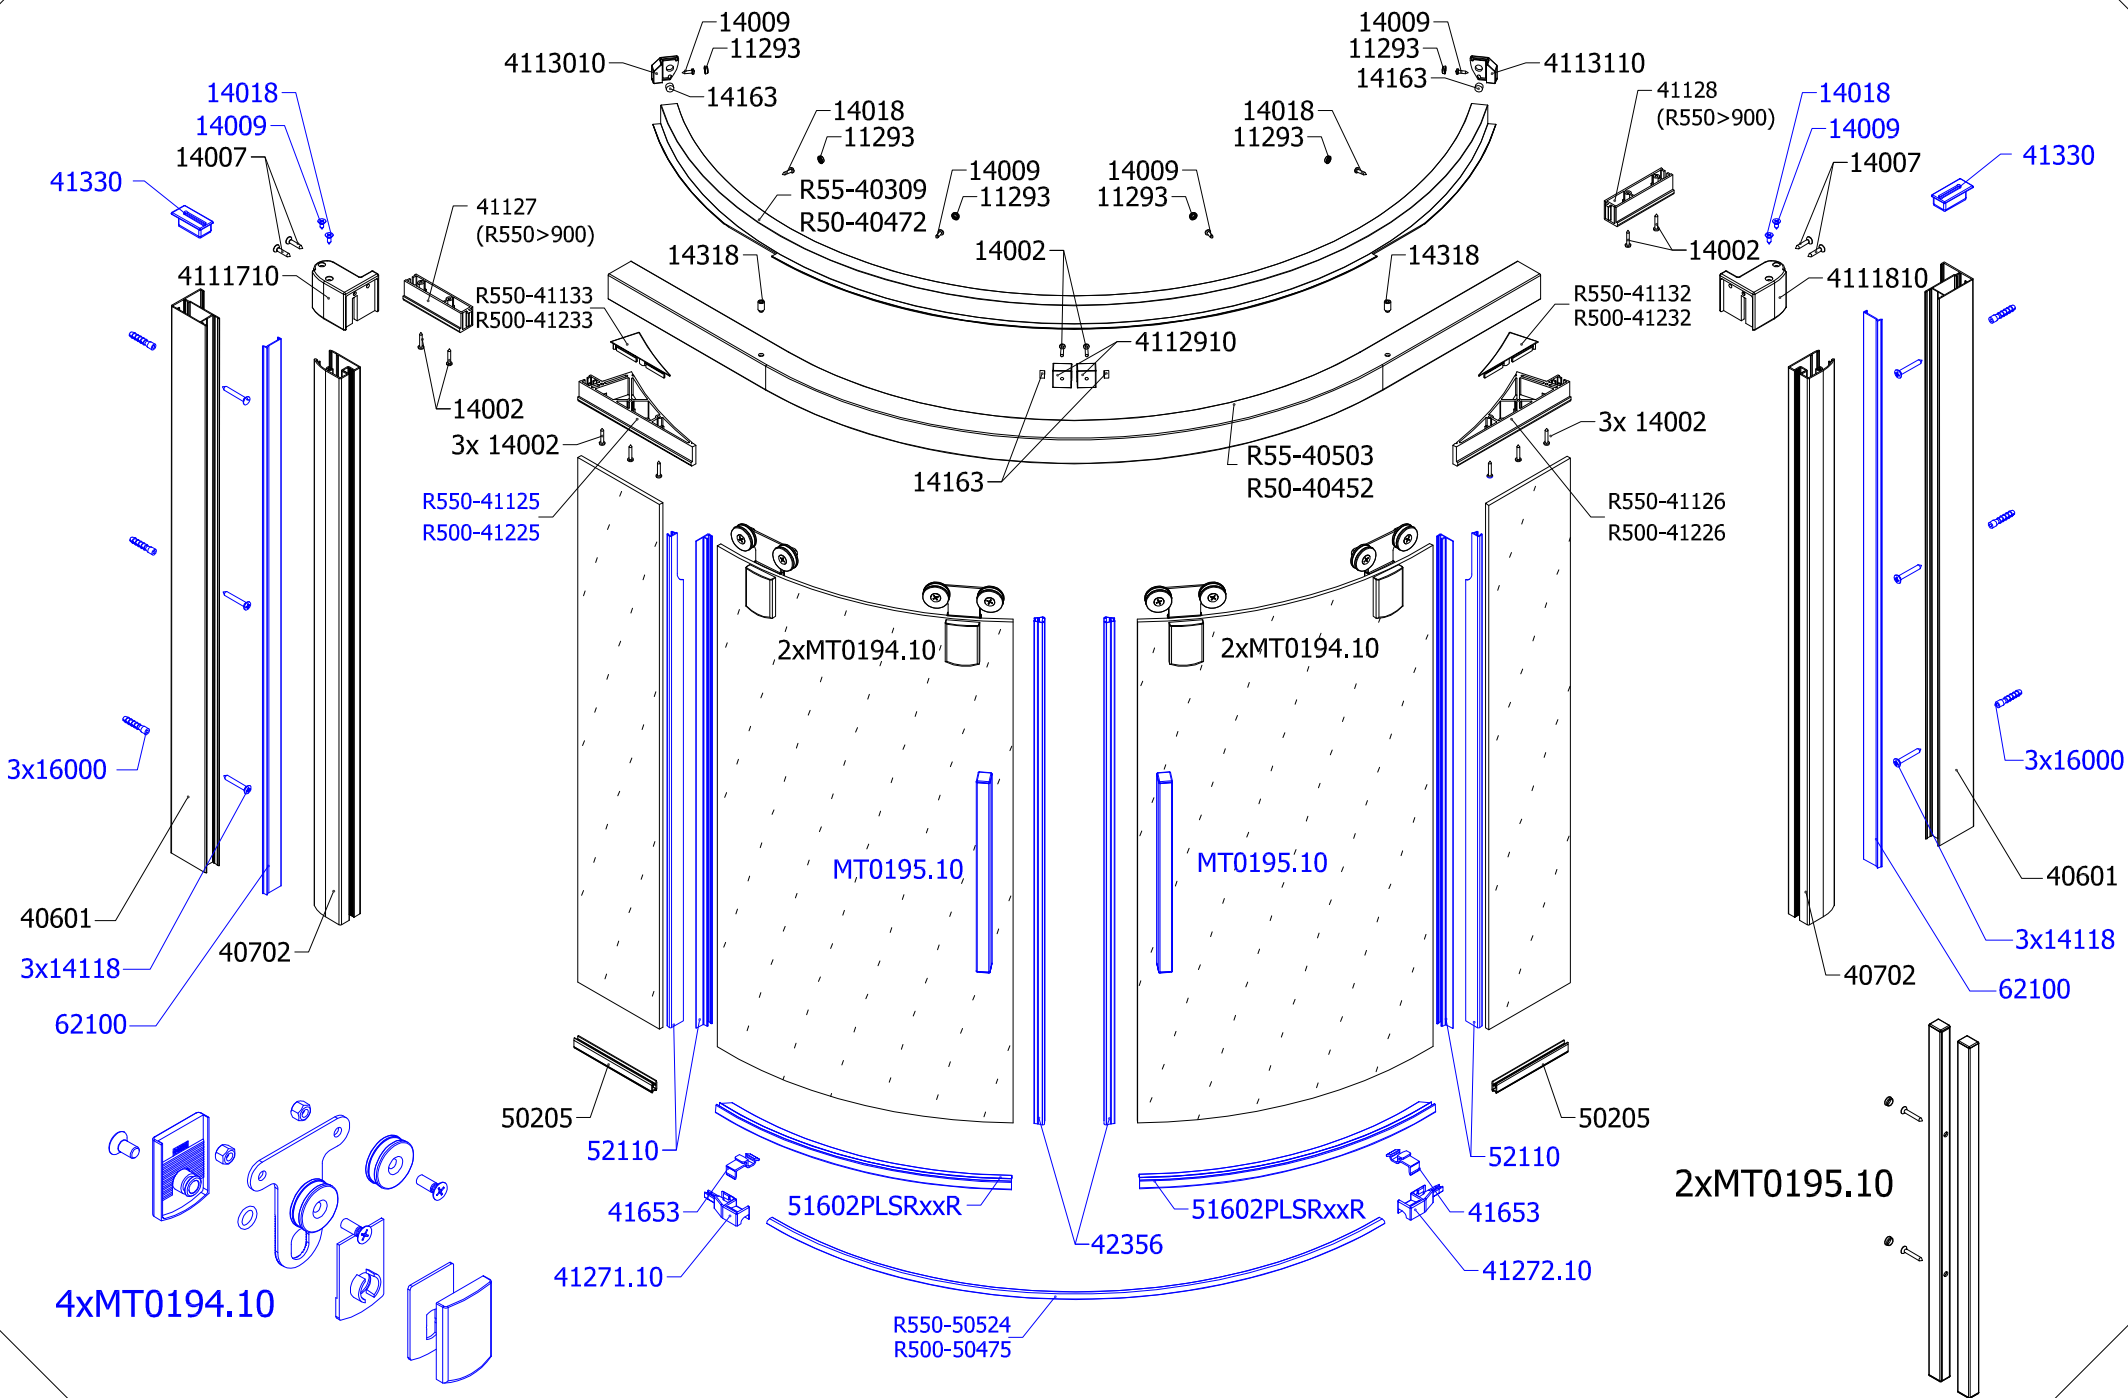 14009
11293
4113010
14163
14009
11293
14163
4113110
14018
14009
14007
41330
14018
11293
14018
11293
41128
(R550>900)
14018
14009
14007
41330
41127
(R550>900)
R55-40309
R50-40472
14009
11293
14009
11293
14002
14002
4111710
R550-41133
R500-41233
14318
14002
14318
R550-41132
R500-41232
4111810
4112910
14002
3x 14002
14163
R55-40503
R50-40452
3x 14002
R550-41125
R500-41225
R550-41126
R500-41226
2xMT0194.10
2xMT0194.10
3x16000
3x16000
MT0195.10
MT0195.10
40601
40702
3x14118
62100
40601
3x14118
40702
62100
50205
52110
52110
50205
41653
51602PLSRxxR
51602PLSRxxR
41653
42356
41271.10
41272.10
4xMT0194.10
R550-50524
R500-50475
2xMT0195.10